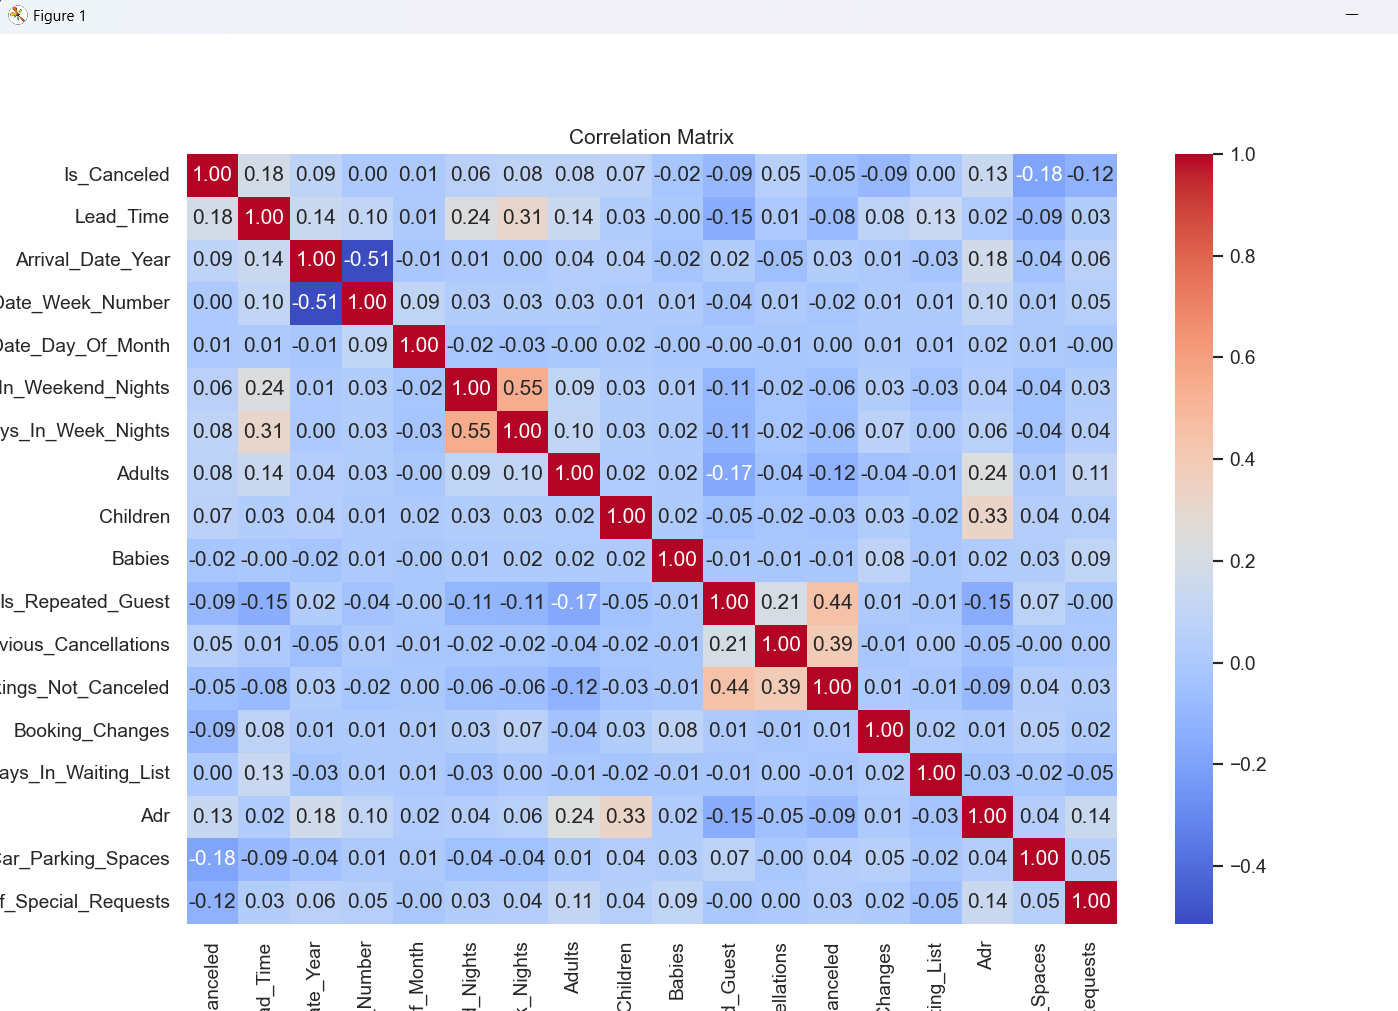 Figure 1
Correlation Matrix
Is_Canceled 1.00 0.18 0.09 0.00 0.01 0.06 0.08 0.08 0.07 -0.02 -0.09 0.05 -0.05 -0.09 0.00 0.13 -0.18 -0.12
Lead_Time 0.18 1.00 0.14 0.10 0.01 0.24 0.31 0.14 0.03 -0.00 -0.15 0.01 -0.08 0.08 0.13 0.02 -0.09 0.03
Arrival_Date_Year 0.09 0.14 1.00 -0.51 -0.01 0.01 0.00 0.04 0.04 -0.02 0.02 -0.05 0.03 0.01 -0.03 0.18 -0.04 0.06
Date_Week_Number 0.00 0.10 -0.51 1.00 0.09 0.03 0.03 0.03 0.01 0.01 -0.04 0.01 -0.02 0.01 0.01 0.10 0.01 0.05
Date_Day_Of_Month 0.01 0.01 -0.01 0.09 1.00 -0.02 -0.03 -0.00 0.02 -0.00 -0.00 -0.01 0.00 0.01 0.01 0.02 0.01 -0.00
In_Weekend_Nights 0.06 0.24 0.01 0.03 -0.02 1.00 0.55 0.09 0.03 0.01 -0.11 -0.02 -0.06 0.03 -0.03 0.04 -0.04 0.03
ys_In_Week_Nights 0.08 0.31 0.00 0.03 -0.03 0.55 1.00 0.10 0.03 0.02 -0.11 -0.02 -0.06 0.07 0.00 0.06 -0.04 0.04
Adults 0.08 0.14 0.04 0.03 -0.00 0.09 0.10 1.00 0.02 0.02 -0.17 -0.04 -0.12 -0.04 -0.01 0.24 0.01 0.11
Children 0.07 0.03 0.04 0.01 0.02 0.03 0.03 0.02 1.00 0.02 -0.05 -0.02 -0.03 0.03 -0.02 0.33 0.04 0.04
Babies -0.02 -0.00 -0.02 0.01 -0.00 0.01 0.02 0.02 0.02 1.00 -0.01 -0.01 -0.01 0.08 -0.01 0.02 0.03 0.09
Is_Repeated_Guest -0.09 -0.15 0.02 -0.04 -0.00 -0.11 -0.11 -0.17 -0.05 -0.01 1.00 0.21 0.44 0.01 -0.01 -0.15 0.07 -0.00
vious_Cancellations 0.05 0.01 -0.05 0.01 -0.01 -0.02 -0.02 -0.04 -0.02 -0.01 0.21 1.00 0.39 -0.01 0.00 -0.05 -0.00 0.00
kings_Not_Canceled -0.05 -0.08 0.03 -0.02 0.00 -0.06 -0.06 -0.12 -0.03 -0.01 0.44 0.39 1.00 0.01 -0.01 -0.09 0.04 0.03
Booking_Changes -0.09 0.08 0.01 0.01 0.01 0.03 0.07 -0.04 0.03 0.08 0.01 -0.01 0.01 1.00 0.02 0.01 0.05 0.02
ays_In_Waiting_List 0.00 0.13 -0.03 0.01 0.01 -0.03 0.00 -0.01 -0.02 -0.01 -0.01 0.00 -0.01 0.02 1.00 -0.03 -0.02 -0.05
Adr 0.13 0.02 0.18 0.10 0.02 0.04 0.06 0.24 0.33 0.02 -0.15 -0.05 -0.09 0.01 -0.03 1.00 0.04 0.14
Car_Parking_Spaces -0.18 -0.09 -0.04 0.01 0.01 -0.04 -0.04 0.01 0.04 0.03 0.07 -0.00 0.04 0.05 -0.02 0.04 1.00 0.05
f_Special_Requests -0.12 0.03 0.06 0.05 -0.00 0.03 0.04 0.11 0.04 0.09 -0.00 0.00 0.03 0.02 -0.05 0.14 0.05 1.00
anceled
ad_Time
ate_Year
_Number
f_Month
d_Nights
k_Nights
Adults
Children
Babies
d_Guest
ellations
anceled
Changes
ting_List
Adr
_Spaces
equests
1.0
0.8
0.6
0.4
0.2
0.0
−0.2
−0.4